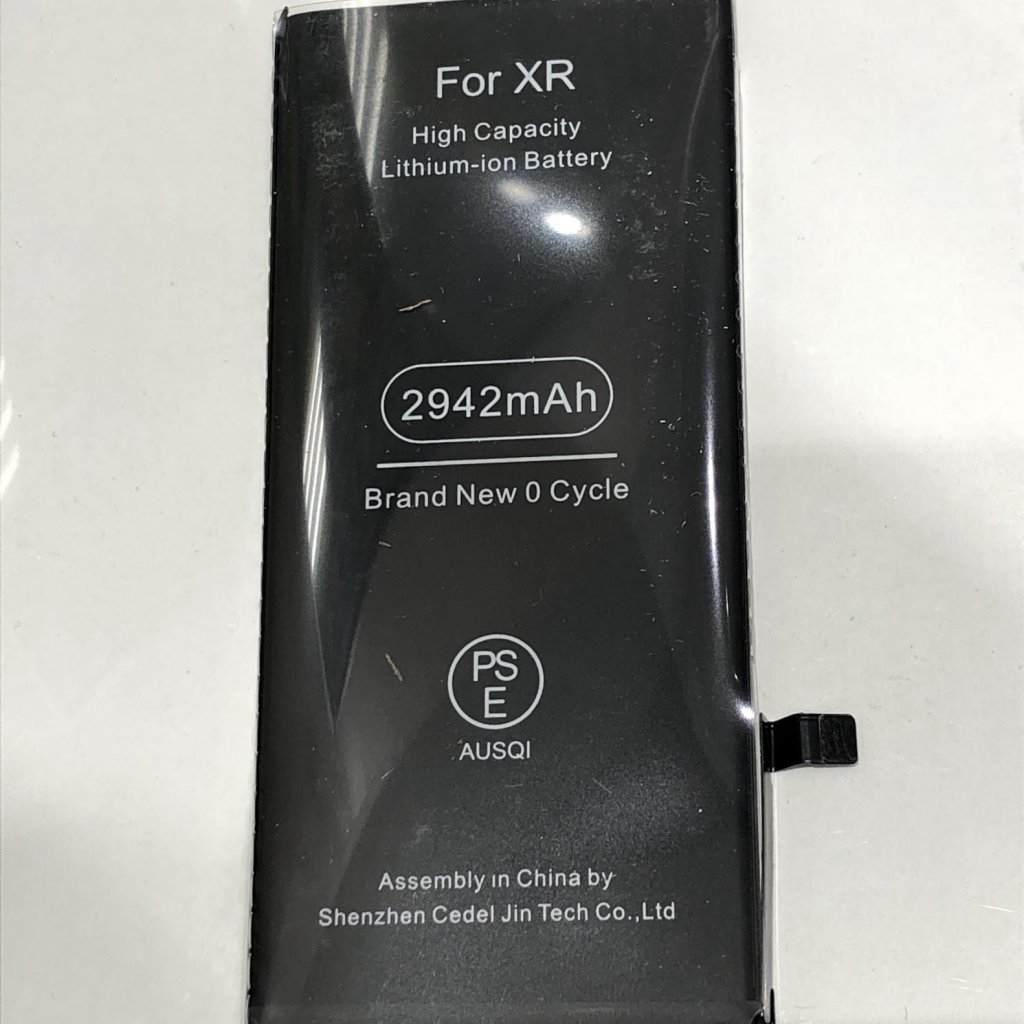 For XR
High Capacity
Lithium-ion Battery
2942mAh
Brand New 0 Cycle
PS
E
AUSQI
Assembly in China by
Shenzhen Cedel Jin Tech Co.,Ltd